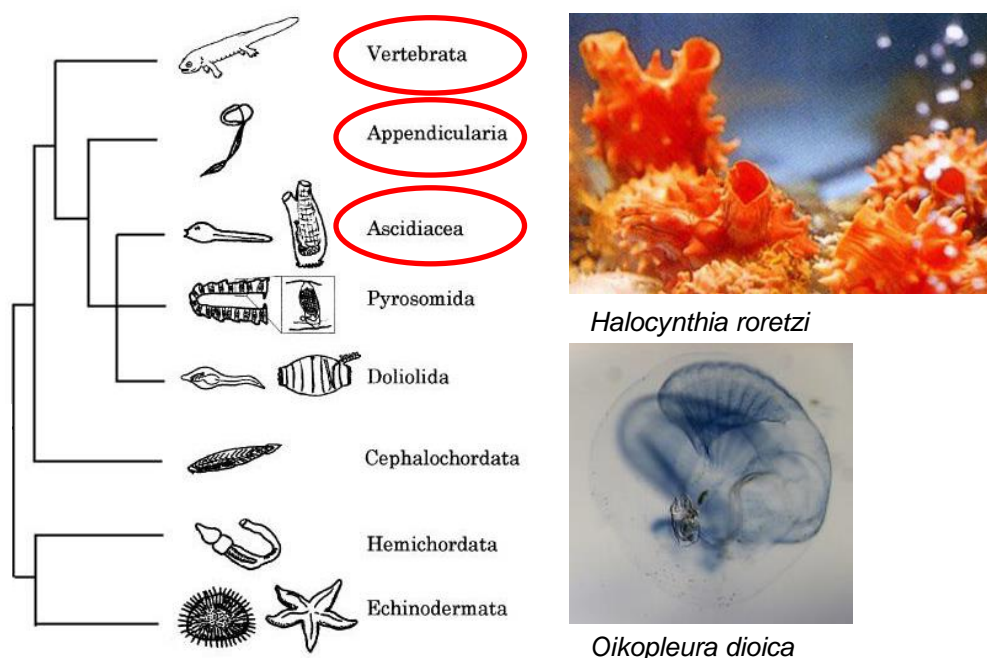 Vertebrata
Appendicularia
Ascidiacea
Pyrosomida
Doliolida
Cephalochordata
Hemichordata
Echinodermata
Halocynthia roretzi
Oikopleura dioica